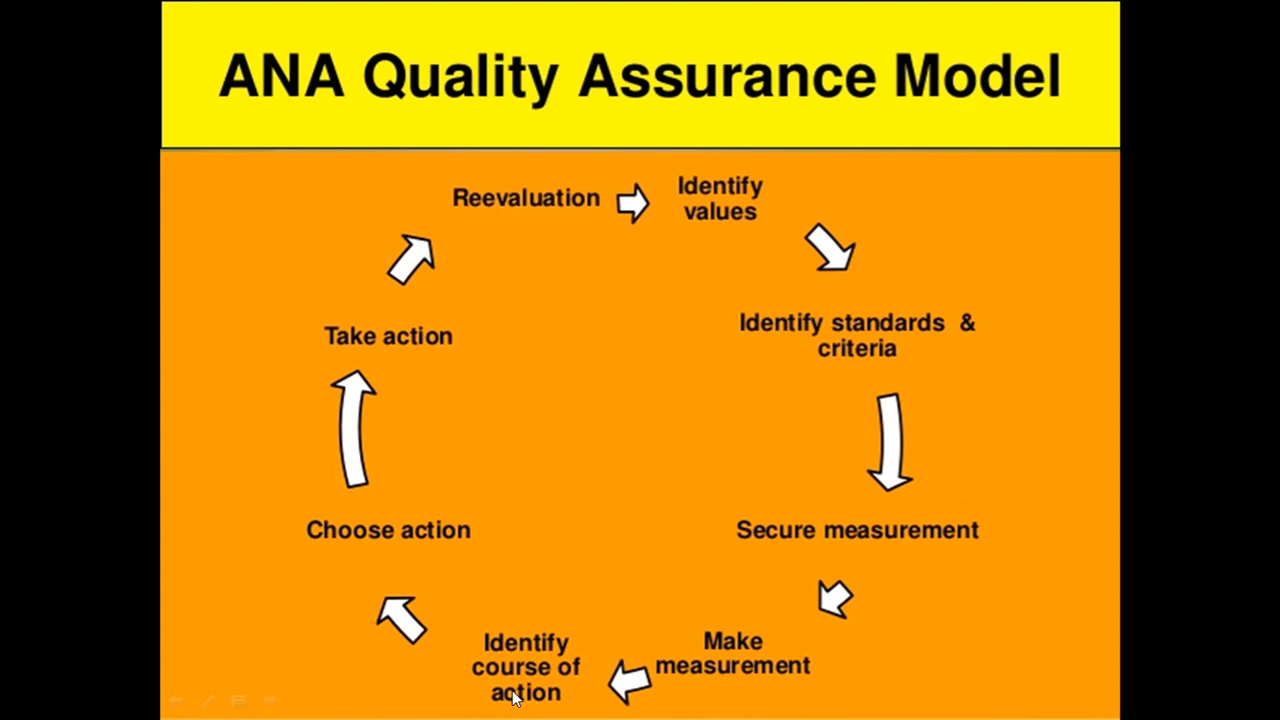 ANA Quality Assurance Model
Reevaluation
Identify
values
Identify standards &
criteria
Secure measurement
Make
measurement
Identify
course of
action
Choose action
Take action